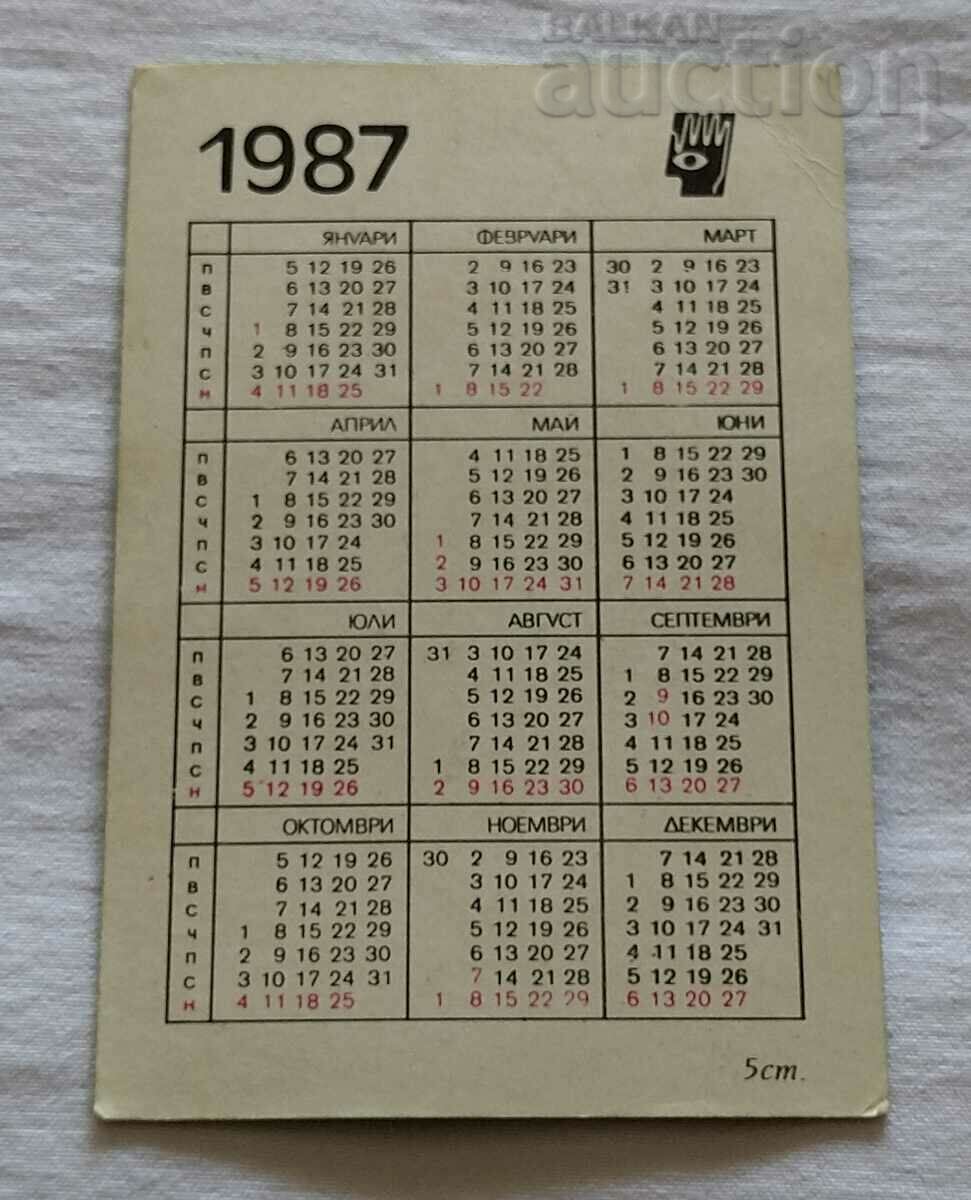 BALKAN
auction
1987
ЯНУАРИ ФЕВРУАРИ МАРТ
П 5 12 19 26 2 9 16 23 30 2 9 16 23
В 6 13 20 27 3 10 17 24 31 3 10 17 24
С 7 14 21 28 4 11 18 25 4 11 18 25
Ч 1 8 15 22 29 5 12 19 26 5 12 19 26
П 2 9 16 23 30 6 13 20 27 6 13 20 27
С 3 10 17 24 31 7 14 21 28 7 14 21 28
Н 4 11 18 25 1 8 15 22 1 8 15 22 29
АПРИЛ МАЙ ЮНИ
П 6 13 20 27 4 11 18 25 1 8 15 22 29
В 7 14 21 28 5 12 19 26 2 9 16 23 30
С 1 8 15 22 29 6 13 20 27 3 10 17 24
Ч 2 9 16 23 30 7 14 21 28 4 11 18 25
П 3 10 17 24 1 8 15 22 29 5 12 19 26
С 4 11 18 25 2 9 16 23 30 6 13 20 27
Н 5 12 19 26 3 10 17 24 31 7 14 21 28
ЮЛИ АВГУСТ СЕПТЕМВРИ
П 6 13 20 27 31 3 10 17 24 7 14 21 28
В 7 14 21 28 4 11 18 25 1 8 15 22 29
С 1 8 15 22 29 5 12 19 26 2 9 16 23 30
Ч 2 9 16 23 30 6 13 20 27 3 10 17 24
П 3 10 17 24 31 7 14 21 28 4 11 18 25
С 4 11 18 25 1 8 15 22 29 5 12 19 26
Н 5 12 19 26 2 9 16 23 30 6 13 20 27
ОКТОМВРИ НОЕМВРИ ДЕКЕМВРИ
П 5 12 19 26 30 2 9 16 23 7 14 21 28
В 6 13 20 27 3 10 17 24 1 8 15 22 29
С 7 14 21 28 4 11 18 25 2 9 16 23 30
Ч 1 8 15 22 29 5 12 19 26 3 10 17 24 31
П 2 9 16 23 30 6 13 20 27 4 11 18 25
С 3 10 17 24 31 7 14 21 28 5 12 19 26
Н 4 11 18 25 1 8 15 22 29 6 13 20 27
5ст.